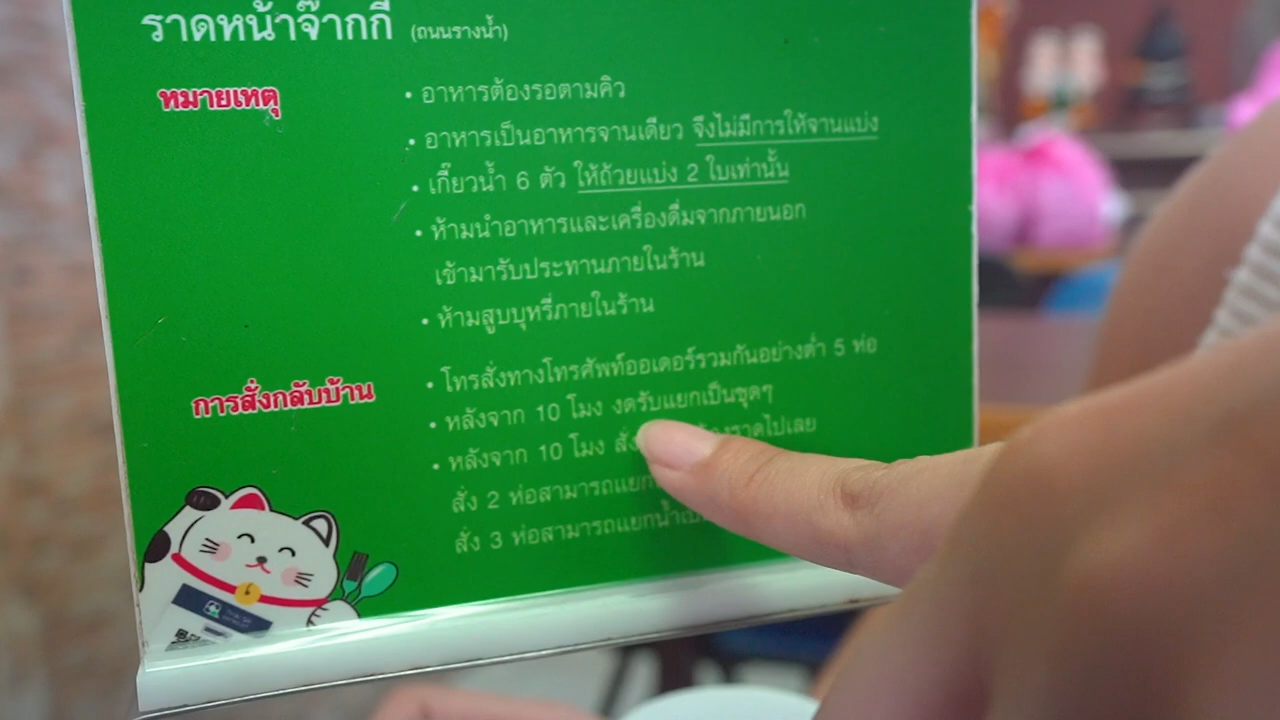 ราดหน้าจ๊ากกี่ (ถนนรางน้ำ)
หมายเหตุ
• อาหารต้องรอตามคิว
• อาหารเป็นอาหารจานเดียว จึงไม่มีการให้จานแบ่ง
• เกี๊ยวน้ำ 6 ตัว ให้ถ้วยแบ่ง 2 ใบเท่านั้น
• ห้ามนำอาหารและเครื่องดื่มจากภายนอก
เข้ามารับประทานภายในร้าน
• ห้ามสูบบุหรี่ภายในร้าน
การสั่งกลับบ้าน
• โทรสั่งทางโทรศัพท์ออเดอร์รวมกันอย่างต่ำ 5 ห่อ
• หลังจาก 10 โมง งดรับแยกเป็นชุดๆ
• หลังจาก 10 โมง สั่ง ราดไปเลย
สั่ง 2 ห่อสามารถแยก
สั่ง 3 ห่อสามารถแยกน้ำ